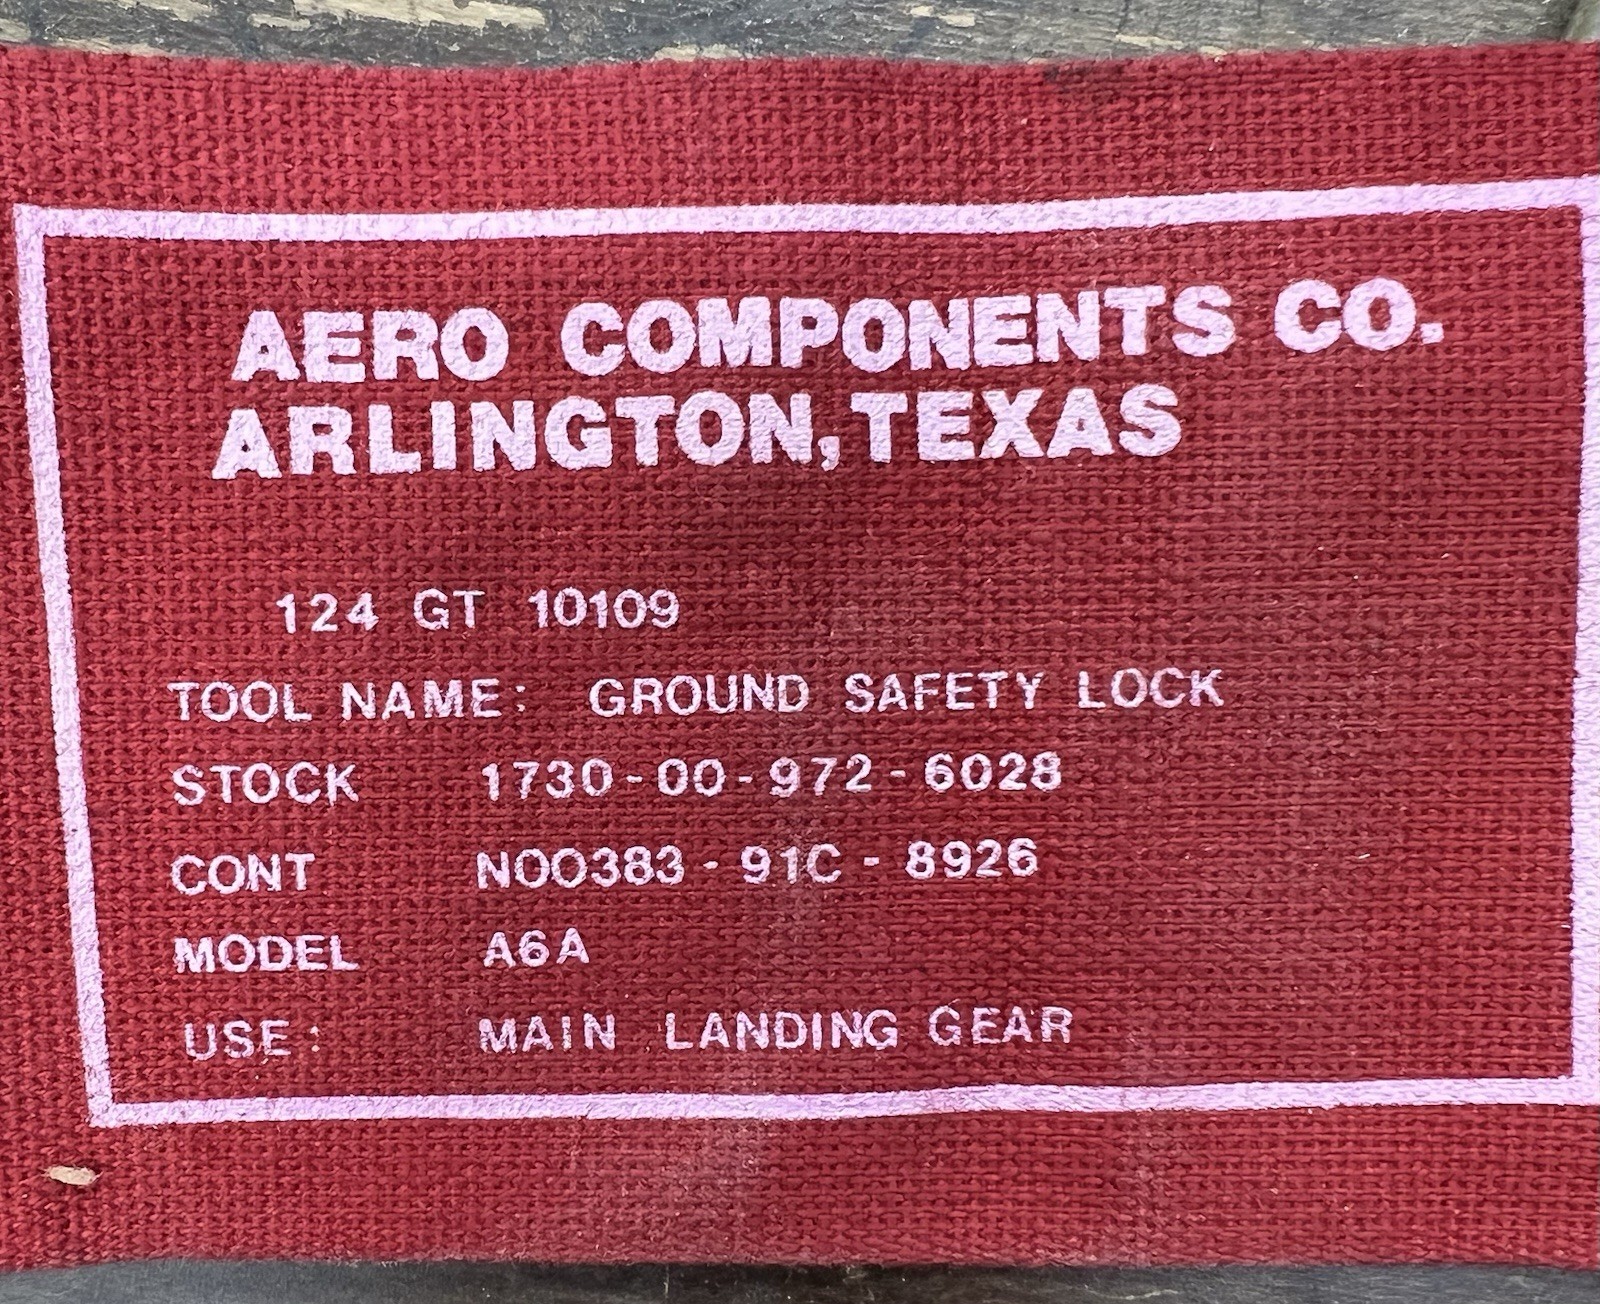 AERO COMPONENTS CO.
ARLINGTON, TEXAS
124 GT 10109
TOOL NAME: GROUND SAFETY LOCK
STOCK 1730-00-972-6028
CONT N00383-91C-8926
MODEL A6A
USE: MAIN LANDING GEAR